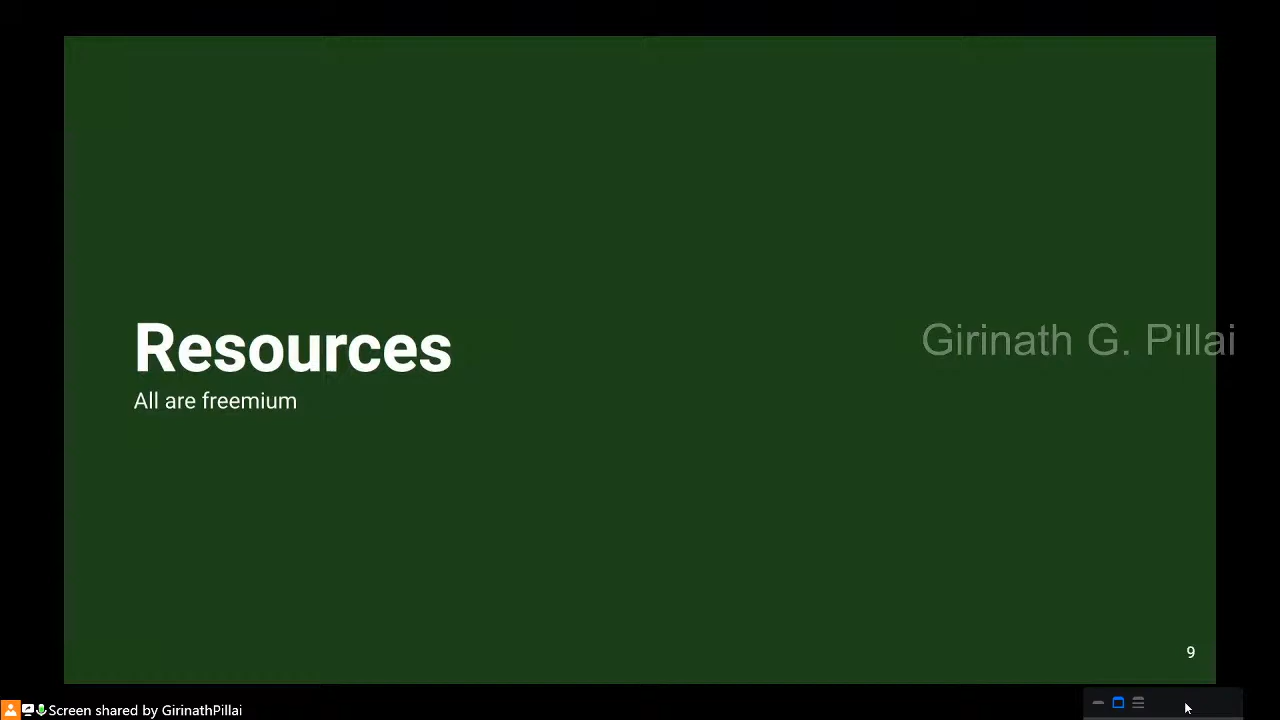 Resources
All are freemium
Girinath G. Pillai
9
Screen shared by GirinathPillai